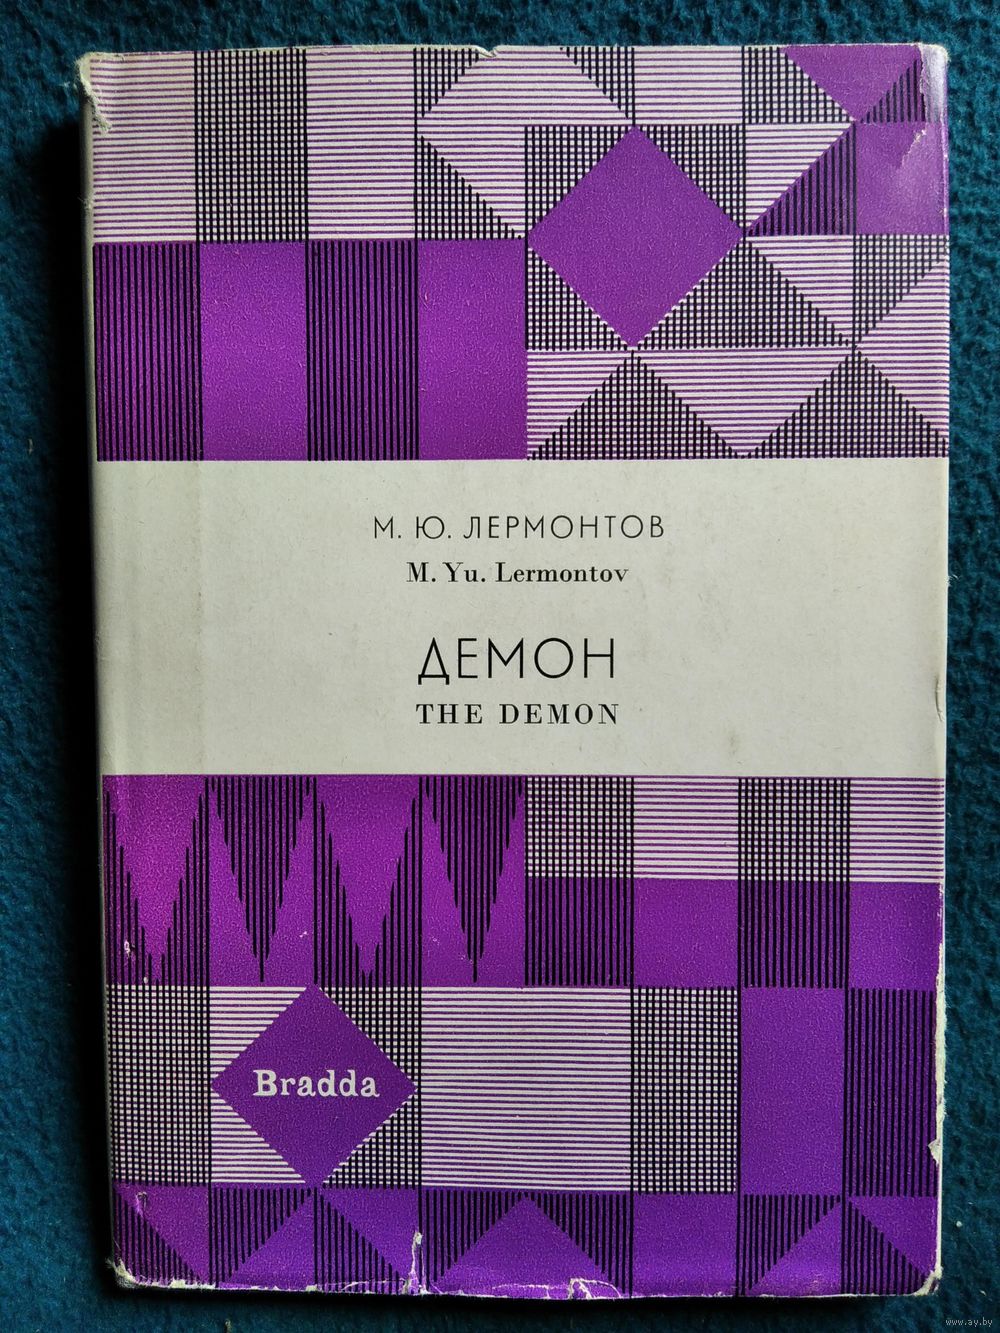 М. Ю. ЛЕРМОНТОВ
M. Yu. Lermontov
ДЕМОН
THE DEMON
Bradda
www.ay.by